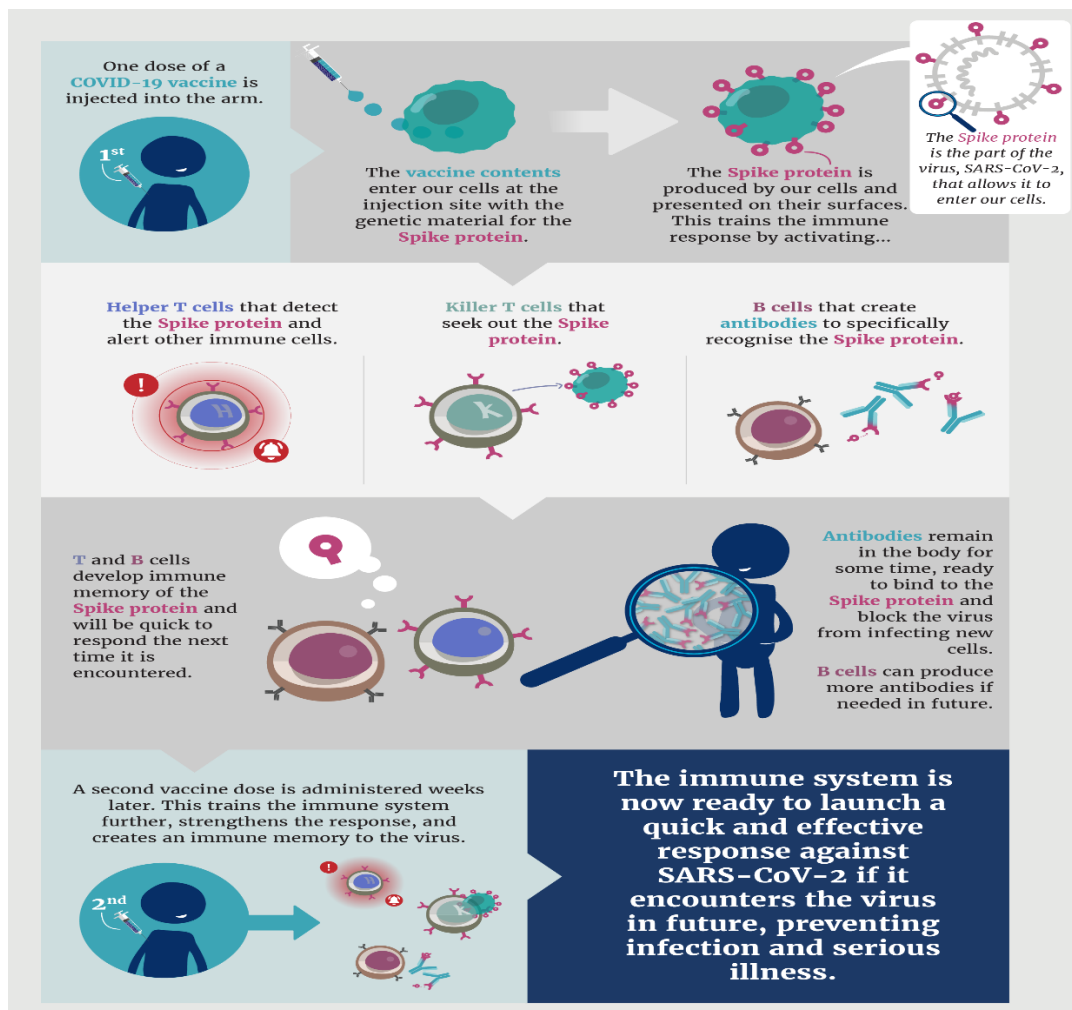 One dose of a
COVID-19 vaccine is
injected into the arm.
1st
The vaccine contents
enter our cells at the
injection site with the
genetic material for the
Spike protein.
The Spike protein is
produced by our cells and
presented on their surfaces.
This trains the immune
response by activating...
The Spike protein
is the part of the
virus, SARS-CoV-2,
that allows it to
enter our cells.
Helper T cells that detect
the Spike protein and
alert other immune cells.
!
H
Killer T cells that
seek out the Spike
protein.
K
B cells that create
antibodies to specifically
recognise the Spike protein.
T and B cells
develop immune
memory of the
Spike protein and
will be quick to
respond the next
time it is
encountered.
Antibodies remain
in the body for
some time, ready
to bind to the
Spike protein and
block the virus
from infecting new
cells.
B cells can produce
more antibodies if
needed in future.
A second vaccine dose is administered weeks
later. This trains the immune system
further, strengthens the response, and
creates an immune memory to the virus.
2nd
!
H
K
The immune system is
now ready to launch a
quick and effective
response against
SARS-CoV-2 if it
encounters the virus
in future, preventing
infection and serious
illness.